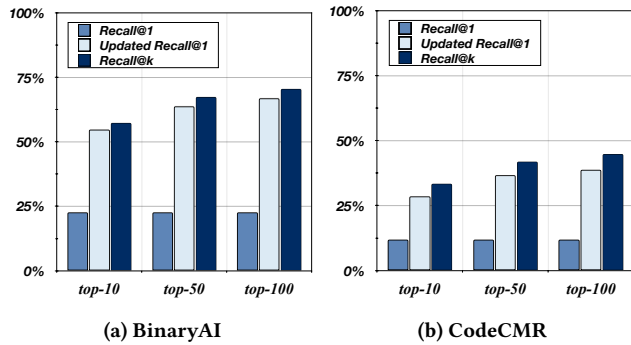 100%
75%
50%
25%
0%
Recall@1
Updated Recall@1
Recall@k
top-10 top-50 top-100
(a) BinaryAI
100%
75%
50%
25%
0%
Recall@1
Updated Recall@1
Recall@k
top-10 top-50 top-100
(b) CodeCMR